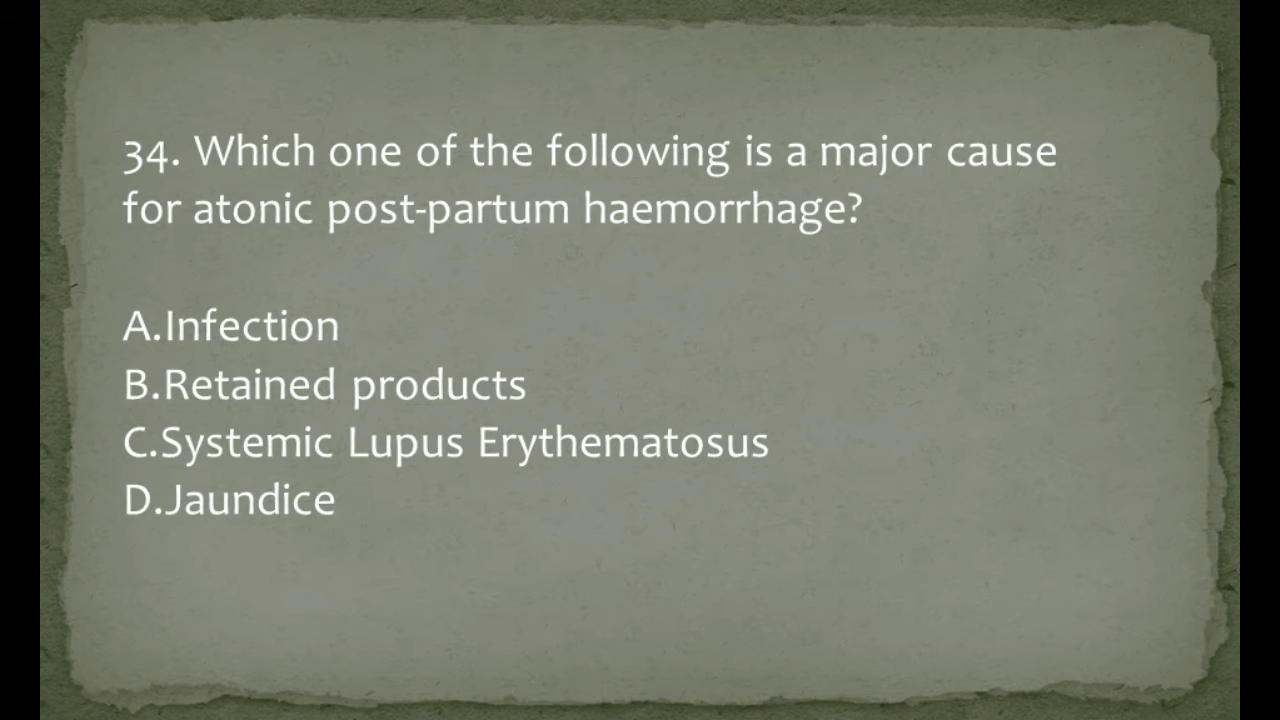 34. Which one of the following is a major cause
for atonic post-partum haemorrhage?
A.Infection
B.Retained products
C.Systemic Lupus Erythematosus
D.Jaundice